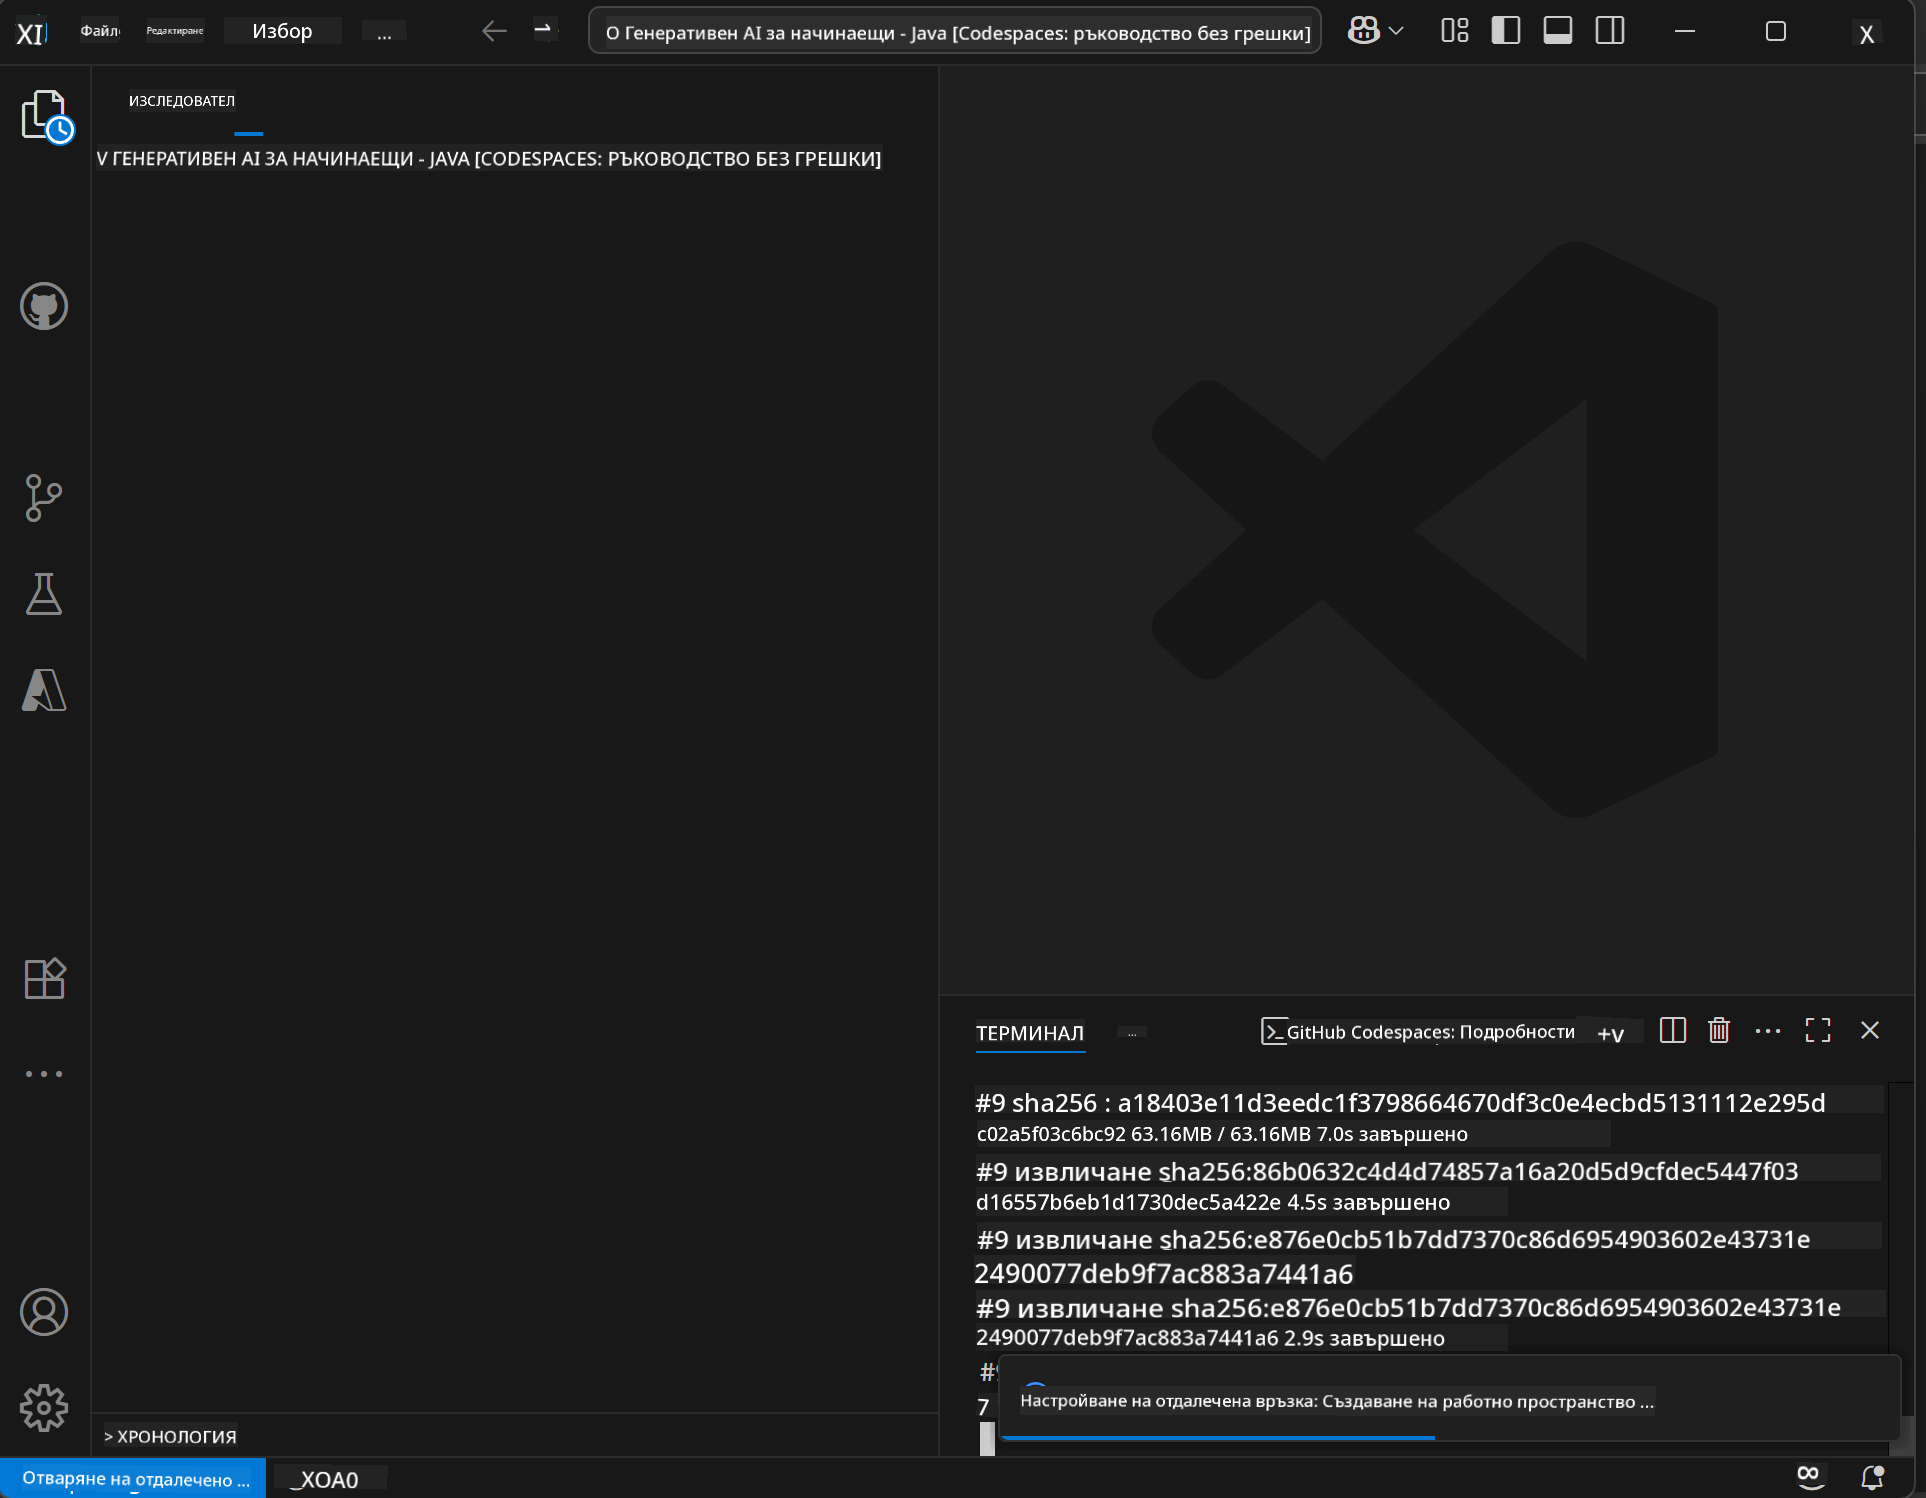 Файл Редактиране Избор ...
О Генеративен AI за начинаещи - Java [Codespaces: ръководство без грешки]
ИЗСЛЕДОВАТЕЛ
V ГЕНЕРАТИВЕН AI ЗА НАЧИНАЕЩИ - JAVA [CODESPACES: РЪКОВОДСТВО БЕЗ ГРЕШКИ]
ТЕРМИНАЛ ...
GitHub Codespaces: Подробности +v
#9 sha256 : a18403e11d3eedc1f3798664670df3c0e4ecbd5131112e295d
c02a5f03c6bc92 63.16MB / 63.16MB 7.0s завършено
#9 извличане sha256:86b0632c4d4d74857a16a20d5d9cfdec5447f03
d16557b6eb1d1730dec5a422e 4.5s завършено
#9 извличане sha256:e876e0cb51b7dd7370c86d6954903602e43731e
2490077deb9f7ac883a7441a6
#9 извличане sha256:e876e0cb51b7dd7370c86d6954903602e43731e
2490077deb9f7ac883a7441a6 2.9s завършено
7
Настройване на отдалечена връзка: Създаване на работно пространство ...
> ХРОНОЛОГИЯ
Отваряне на отдалечено ...
_XOA0